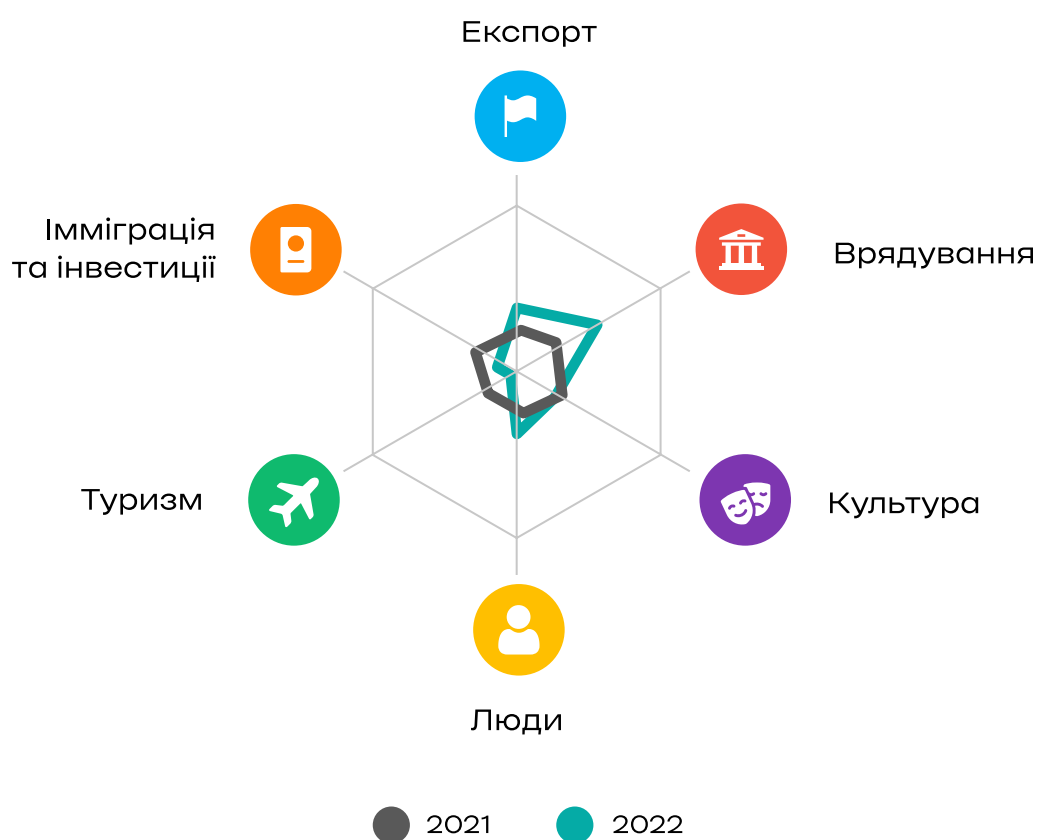 Експорт
Імміграція
та інвестиції
Врядування
Туризм
Культура
Люди
2021
2022